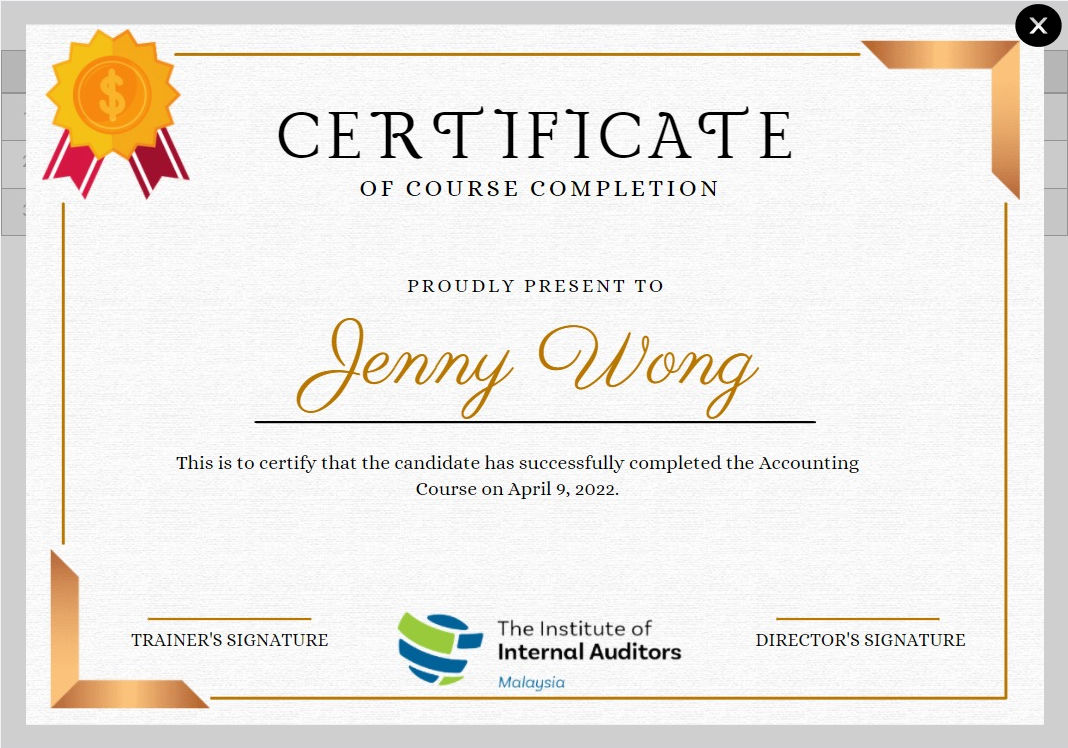 X
$
CERTIFICATE
OF COURSE COMPLETION
PROUDLY PRESENT TO
Jenny Wong
This is to certify that the candidate has successfully completed the Accounting
Course on April 9, 2022.
TRAINER'S SIGNATURE
The Institute of
Internal Auditors
Malaysia
DIRECTOR'S SIGNATURE